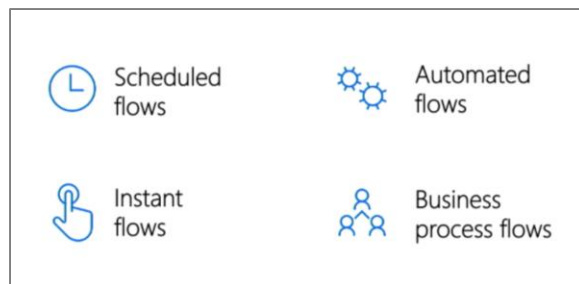 Scheduled
flows
Automated
flows
Instant
flows
Business
process flows